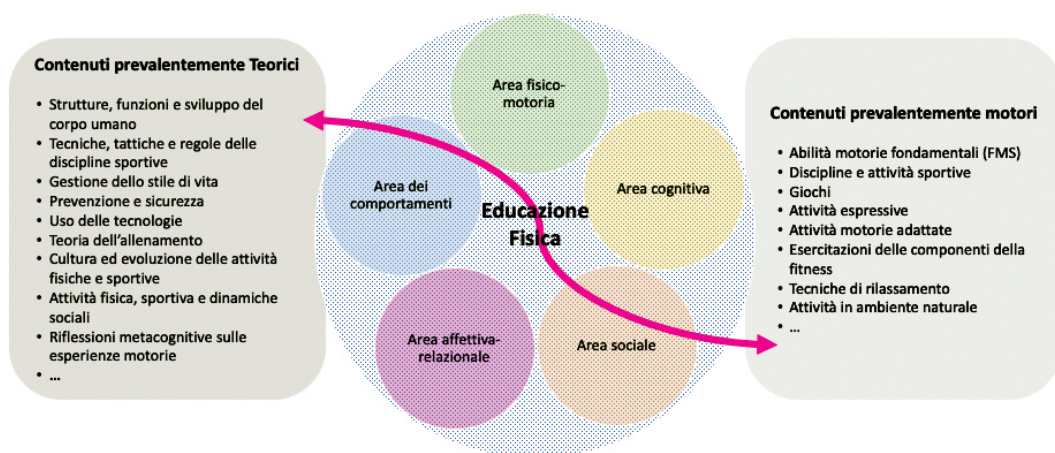 Contenuti prevalentemente Teorici
• Strutture, funzioni e sviluppo del
corpo umano
• Tecniche, tattiche e regole delle
discipline sportive
• Gestione dello stile di vita
• Prevenzione e sicurezza
• Uso delle tecnologie
• Teoria dell'allenamento
• Cultura ed evoluzione delle attività
fisiche e sportive
• Attività fisica, sportiva e dinamiche
sociali
• Riflessioni metacognitive sulle
esperienze motorie
• ...
Area fisico-
motoria
Area dei
comportamenti
Area cognitiva
Educazione
Fisica
Area affettiva-
relazionale
Area sociale
Contenuti prevalentemente motori
• Abilità motorie fondamentali (FMS)
• Discipline e attività sportive
• Giochi
• Attività espressive
• Attività motorie adattate
• Esercitazioni delle componenti della
fitness
• Tecniche di rilassamento
• Attività in ambiente naturale
• ...